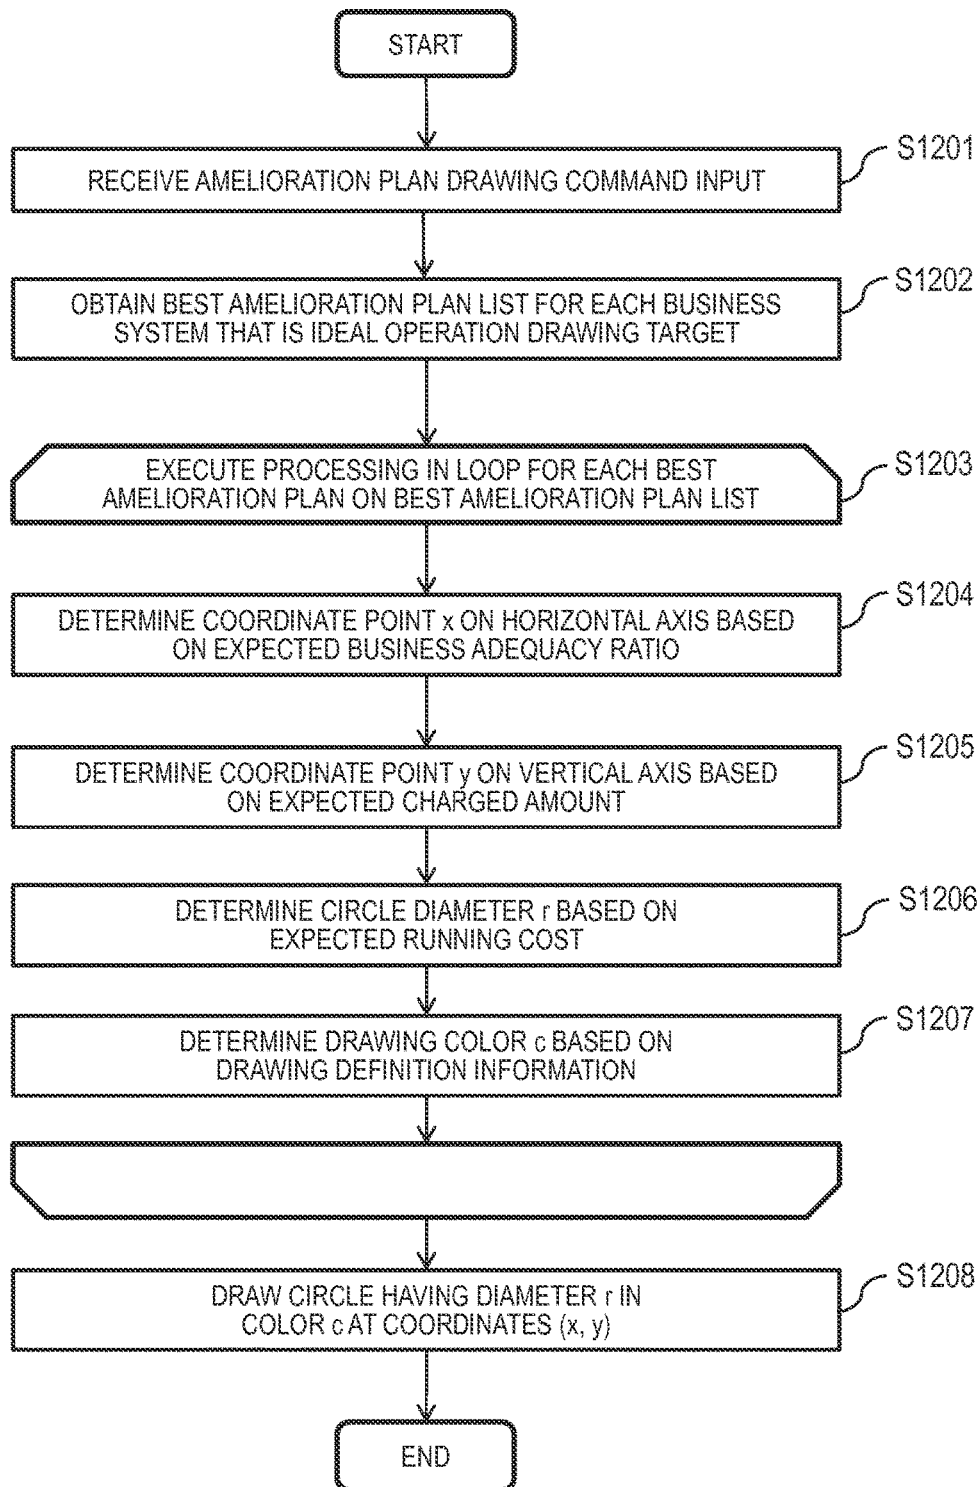 START
RECEIVE AMELIORATION PLAN DRAWING COMMAND INPUT
S1201
OBTAIN BEST AMELIORATION PLAN LIST FOR EACH BUSINESS
SYSTEM THAT IS IDEAL OPERATION DRAWING TARGET
S1202
EXECUTE PROCESSING IN LOOP FOR EACH BEST
AMELIORATION PLAN ON BEST AMELIORATION PLAN LIST
S1203
DETERMINE COORDINATE POINT x ON HORIZONTAL AXIS BASED
ON EXPECTED BUSINESS ADEQUACY RATIO
S1204
DETERMINE COORDINATE POINT y ON VERTICAL AXIS BASED
ON EXPECTED CHARGED AMOUNT
S1205
DETERMINE CIRCLE DIAMETER r BASED ON
EXPECTED RUNNING COST
S1206
DETERMINE DRAWING COLOR c BASED ON
DRAWING DEFINITION INFORMATION
S1207
DRAW CIRCLE HAVING DIAMETER r IN
COLOR c AT COORDINATES (x, y)
S1208
END